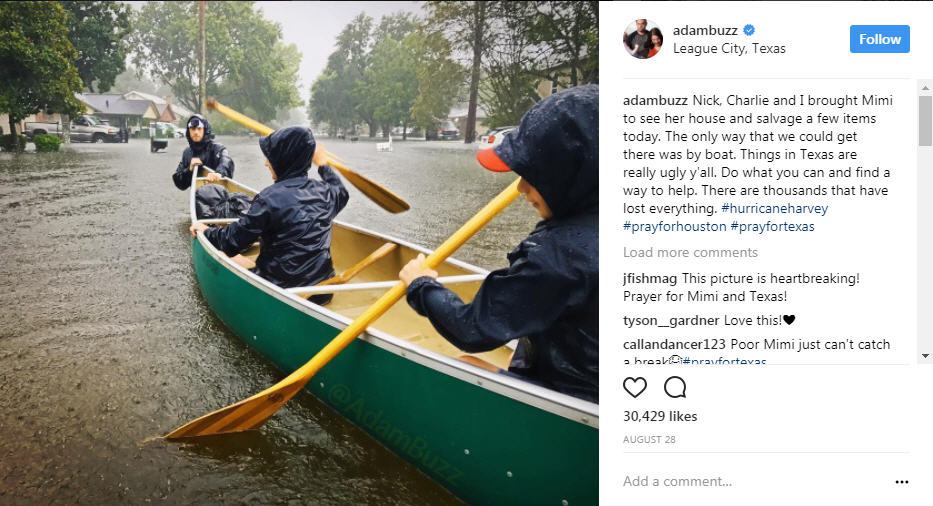 adambuzz
League City, Texas
Follow
adambuzz Nick, Charlie and I brought Mimi
to see her house and salvage a few items
today. The only way that we could get
there was by boat. Things in Texas are
really ugly y'all. Do what you can and find a
way to help. There are thousands that have
lost everything. #hurricaneharvey
#prayforhouston #prayfortexas
Load more comments
jfishmag This picture is heartbreaking!
Prayer for Mimi and Texas!
tyson__gardner Love this!🖤
callandancer123 Poor Mimi just can't catch
a break #prayfortexas
30,429 likes
AUGUST 28
Add a comment...
@AdamBuzz